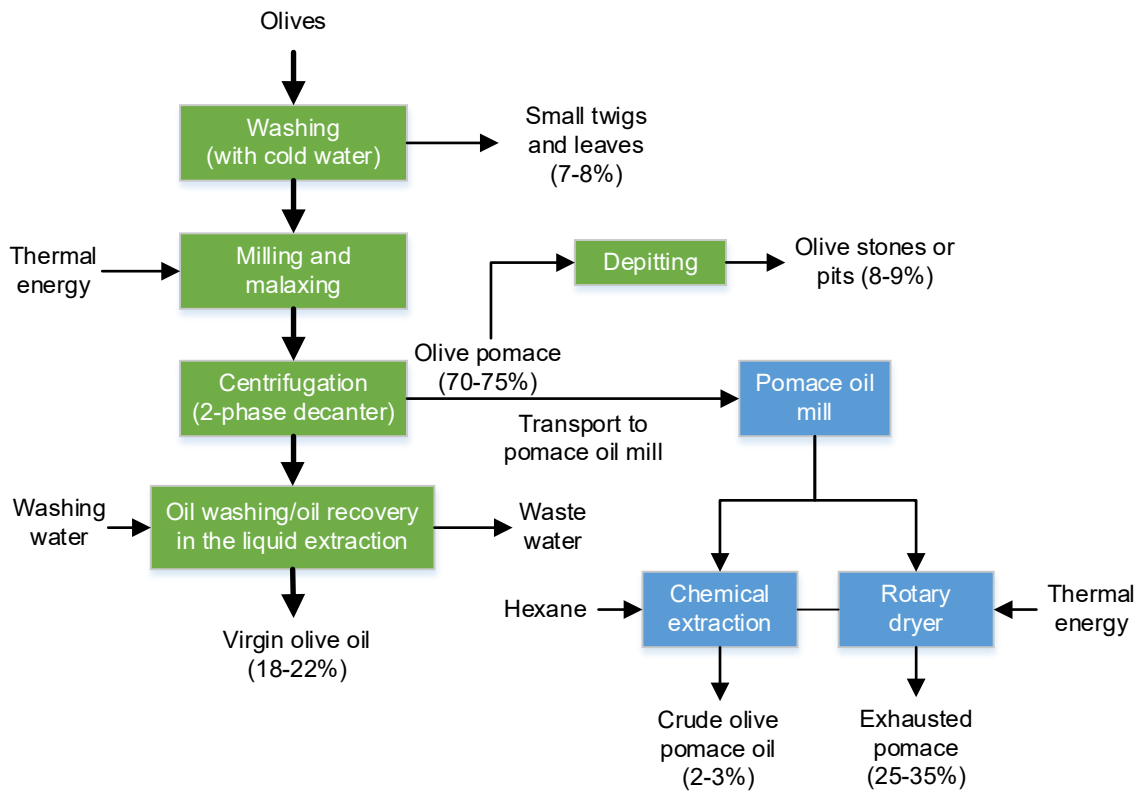 Olives
Washing
(with cold water)
Small twigs
and leaves
(7-8%)
Thermal
energy
Milling and
malaxing
Depitting
Olive stones or
pits (8-9%)
Olive pomace
(70-75%)
Centrifugation
(2-phase decanter)
Pomace oil
mill
Transport to
pomace oil mill
Washing
water
Oil washing/oil recovery
in the liquid extraction
Waste
water
Hexane
Chemical
extraction
Rotary
dryer
Thermal
energy
Virgin olive oil
(18-22%)
Crude olive
pomace oil
(2-3%)
Exhausted
pomace
(25-35%)